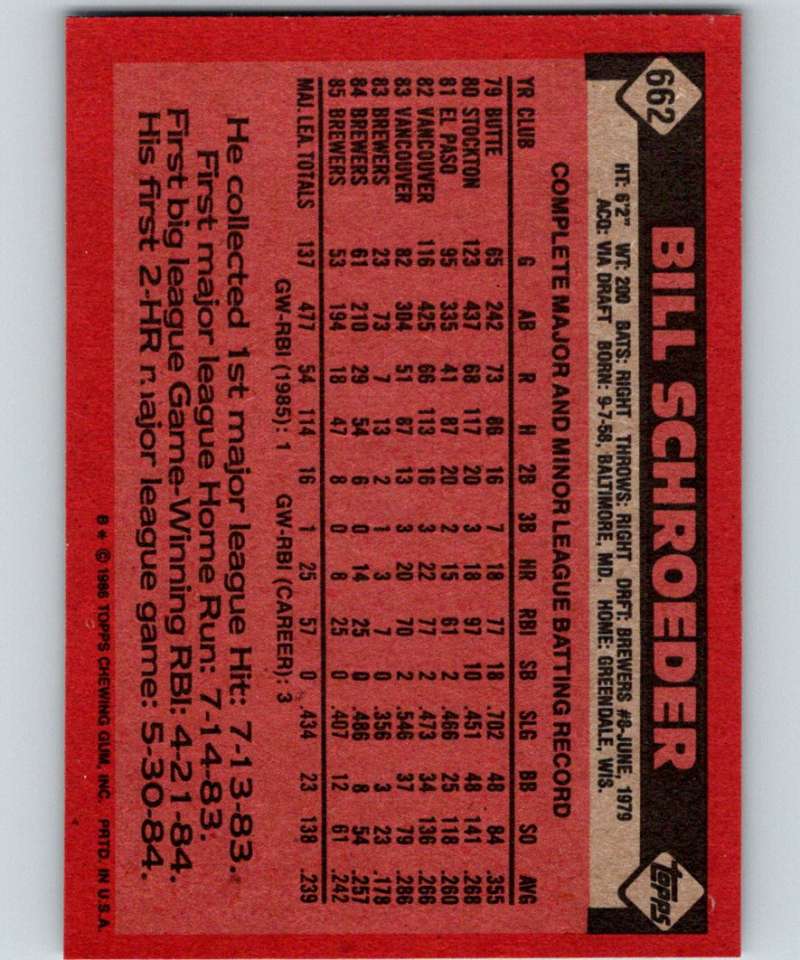 662 BILL SCHROEDER topps
HT: 6'2" WT: 200 BATS: RIGHT THROWS: RIGHT DRFT: BREWERS #8-JUNE, 1979
ACQ: VIA DRAFT BORN: 9-7-58, BALTIMORE, MD. HOME: GREENDALE, WIS.
COMPLETE MAJOR AND MINOR LEAGUE BATTING RECORD
YR CLUB G AB R H 2B 3B HR RBI SB SLG BB SO AVG
79 BUTTE 65 242 73 86 16 7 18 77 18 .702 48 84 .355
80 STOCKTON 123 437 68 117 20 3 18 97 10 .451 48 141 .268
81 EL PASO 95 335 41 87 20 2 15 61 2 .466 25 118 .260
82 VANCOUVER 116 425 66 113 16 3 22 77 2 .473 34 136 .266
83 VANCOUVER 82 304 51 87 13 3 20 70 2 .546 37 79 .286
83 BREWERS 23 73 7 13 2 1 3 7 0 .356 3 23 .178
84 BREWERS 61 210 29 54 6 0 14 25 0 .486 8 54 .257
85 BREWERS 53 194 18 47 8 0 8 25 0 .407 12 61 .242
MAJ. LEA. TOTALS 137 477 54 114 16 1 25 57 0 .434 23 138 .239
GW-RBI (1985): 1 GW-RBI (CAREER): 3
He collected 1st major league Hit: 7-13-83.
First major league Home Run: 7-14-83.
First big league Game-Winning RBI: 4-21-84.
His first 2-HR major league game: 5-30-84.
B* © 1986 TOPPS CHEWING GUM, INC. PRTD. IN U.S.A.